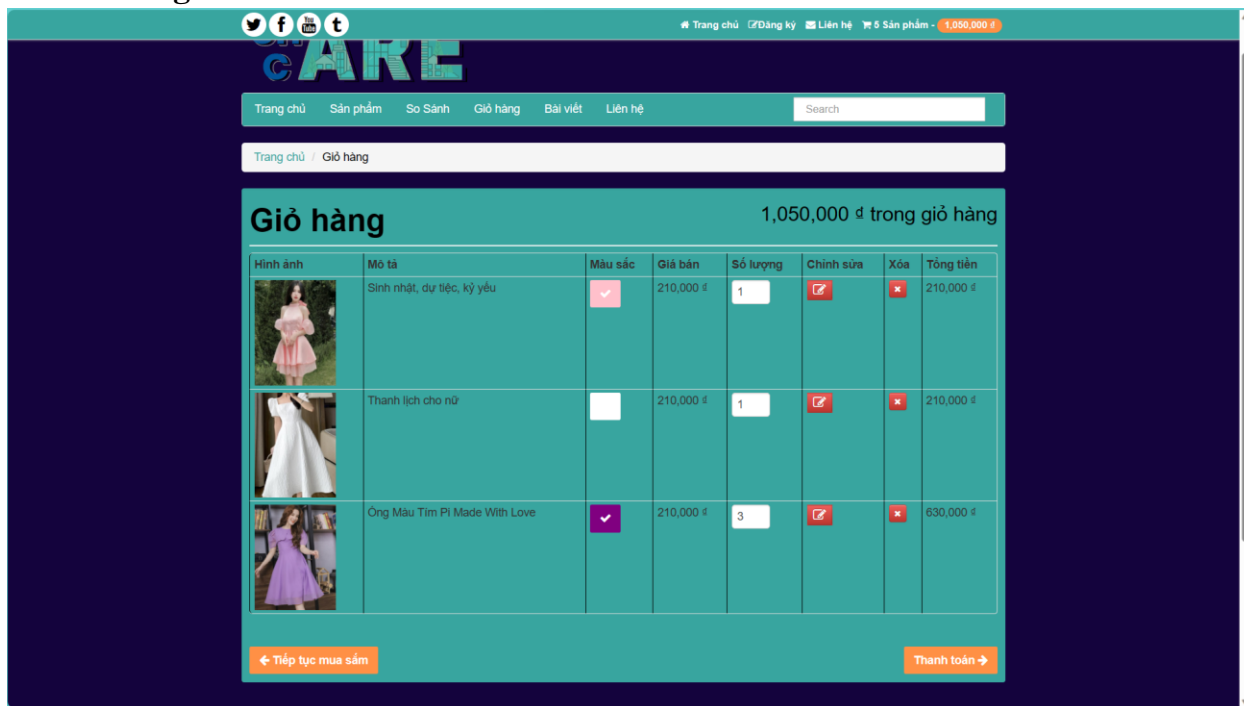 Trang chủ Đăng ký Liên hệ 5 Sản phẩm - 1,050,000 ₫
CARE
Trang chủ Sản phẩm So Sánh Giỏ hàng Bài viết Liên hệ Search
Trang chủ / Giỏ hàng
Giỏ hàng 1,050,000 ₫ trong giỏ hàng
Hình ảnh Mô tả Màu sắc Giá bán Số lượng Chỉnh sửa Xóa Tổng tiền
Sinh nhật, dự tiệc, kỷ yếu 210,000 ₫ 1 210,000 ₫
Thanh lịch cho nữ 210,000 ₫ 1 210,000 ₫
Ông Màu Tím Pi Made With Love 210,000 ₫ 3 630,000 ₫
Tiếp tục mua sắm Thanh toán